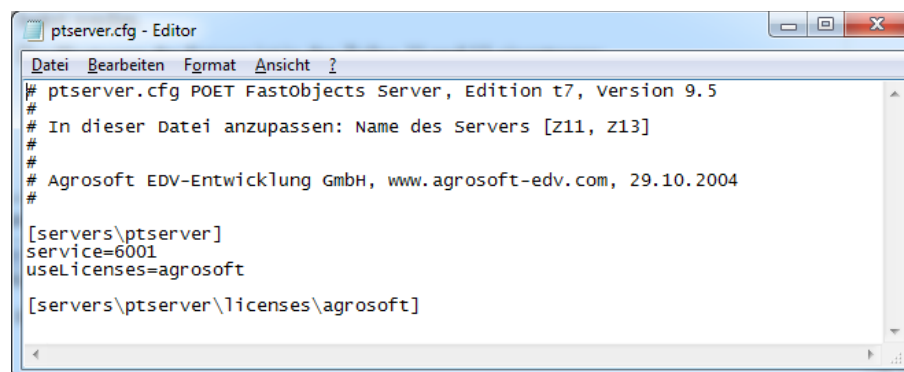 ptserver.cfg - Editor
Datei Bearbeiten Format Ansicht ?
# ptserver.cfg POET FastObjects Server, Edition t7, Version 9.5
#
# In dieser Datei anzupassen: Name des Servers [Z11, Z13]
#
#
# Agrosoft EDV-Entwicklung GmbH, www.agrosoft-edv.com, 29.10.2004
#
[servers\ptserver]
service=6001
useLicenses=agrosoft
[servers\ptserver\licenses\agrosoft]